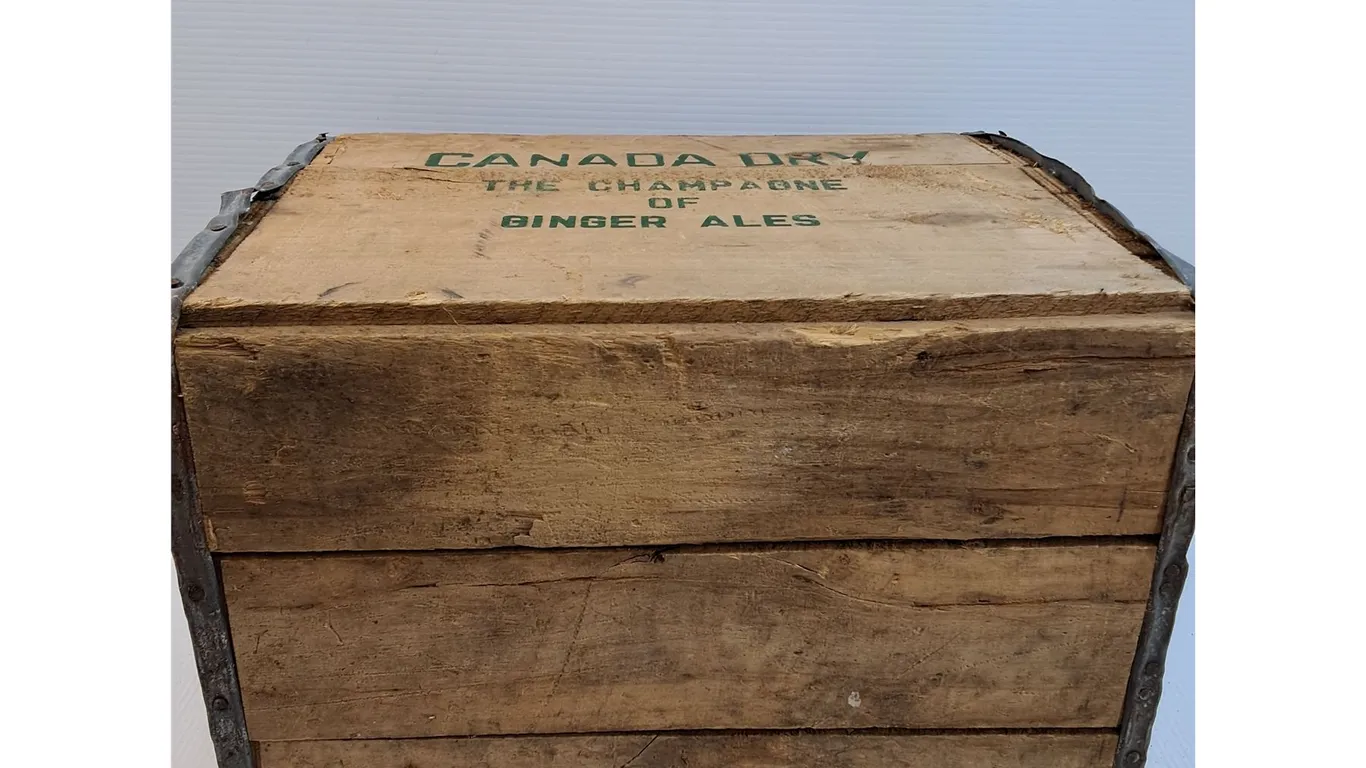 CANADA DRY
THE CHAMPAGNE
OF
GINGER ALES